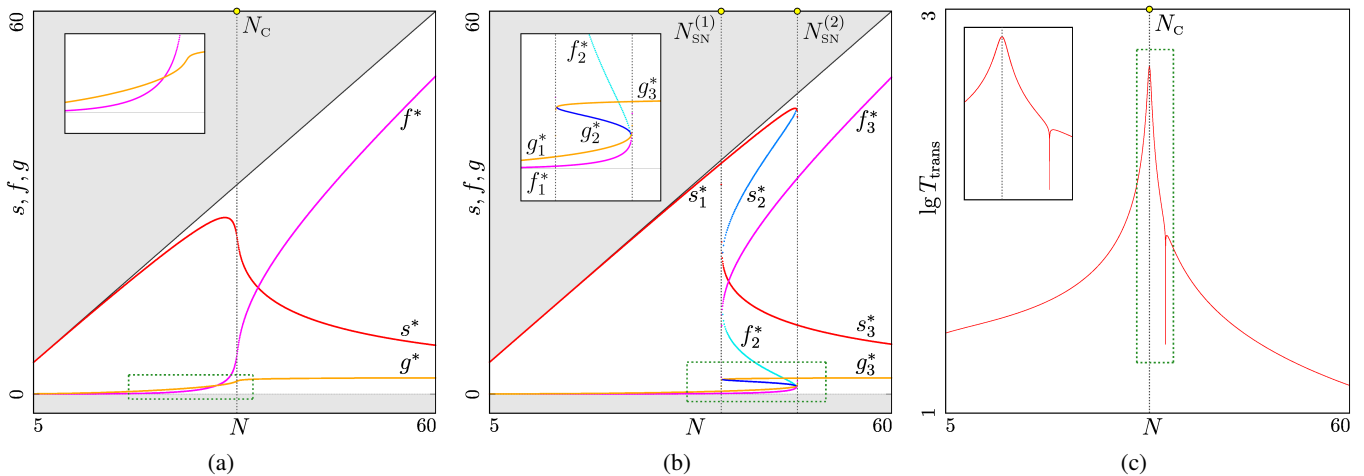 60
N_C
s, f, g
f*
s*
g*
0
5
N
60
(a)
60
N_SN^(1)
N_SN^(2)
s, f, g
f_2^*
g_3^*
g_2^*
g_1^*
f_1^*
s_1^*
s_2^*
f_3^*
f_2^*
s_3^*
g_3^*
0
5
N
60
(b)
3
N_C
lg T_trans
1
5
N
60
(c)